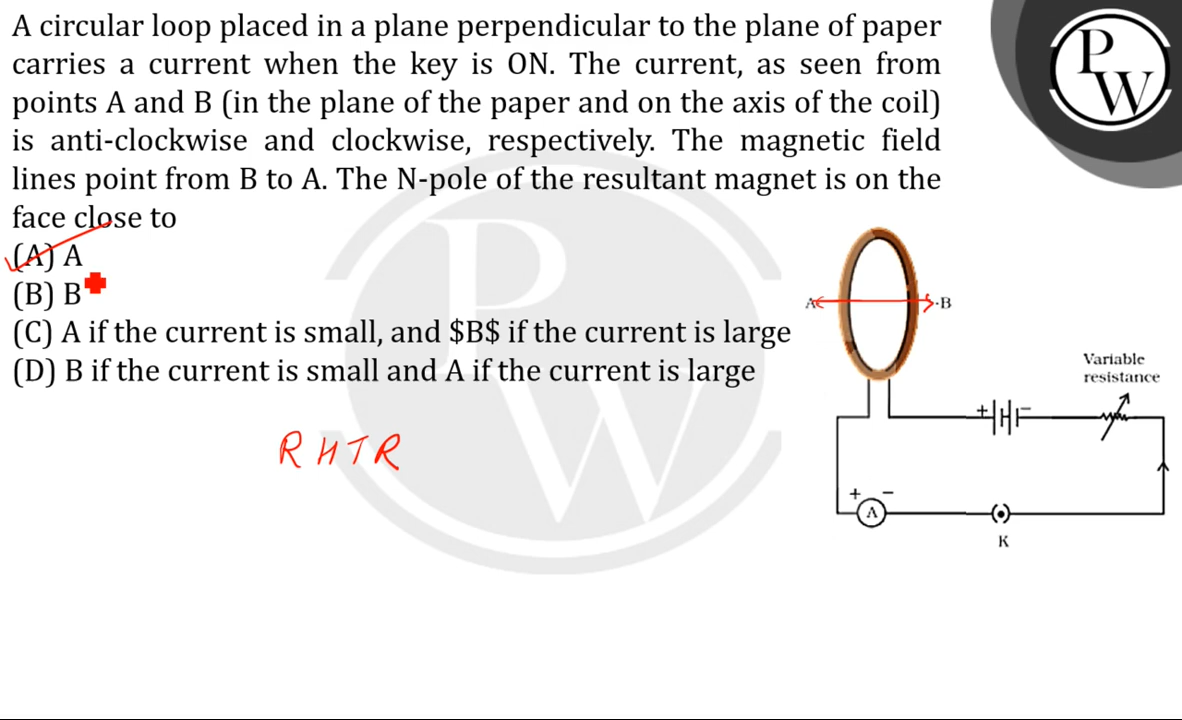 A circular loop placed in a plane perpendicular to the plane of paper
carries a current when the key is ON. The current, as seen from
points A and B (in the plane of the paper and on the axis of the coil)
is anti-clockwise and clockwise, respectively. The magnetic field
lines point from B to A. The N-pole of the resultant magnet is on the
face close to
(A) A
(B) B
(C) A if the current is small, and $B$ if the current is large
(D) B if the current is small and A if the current is large
RHTR
PW
PW
A
.B
Variable
resistance
+ −
+ −
A
K